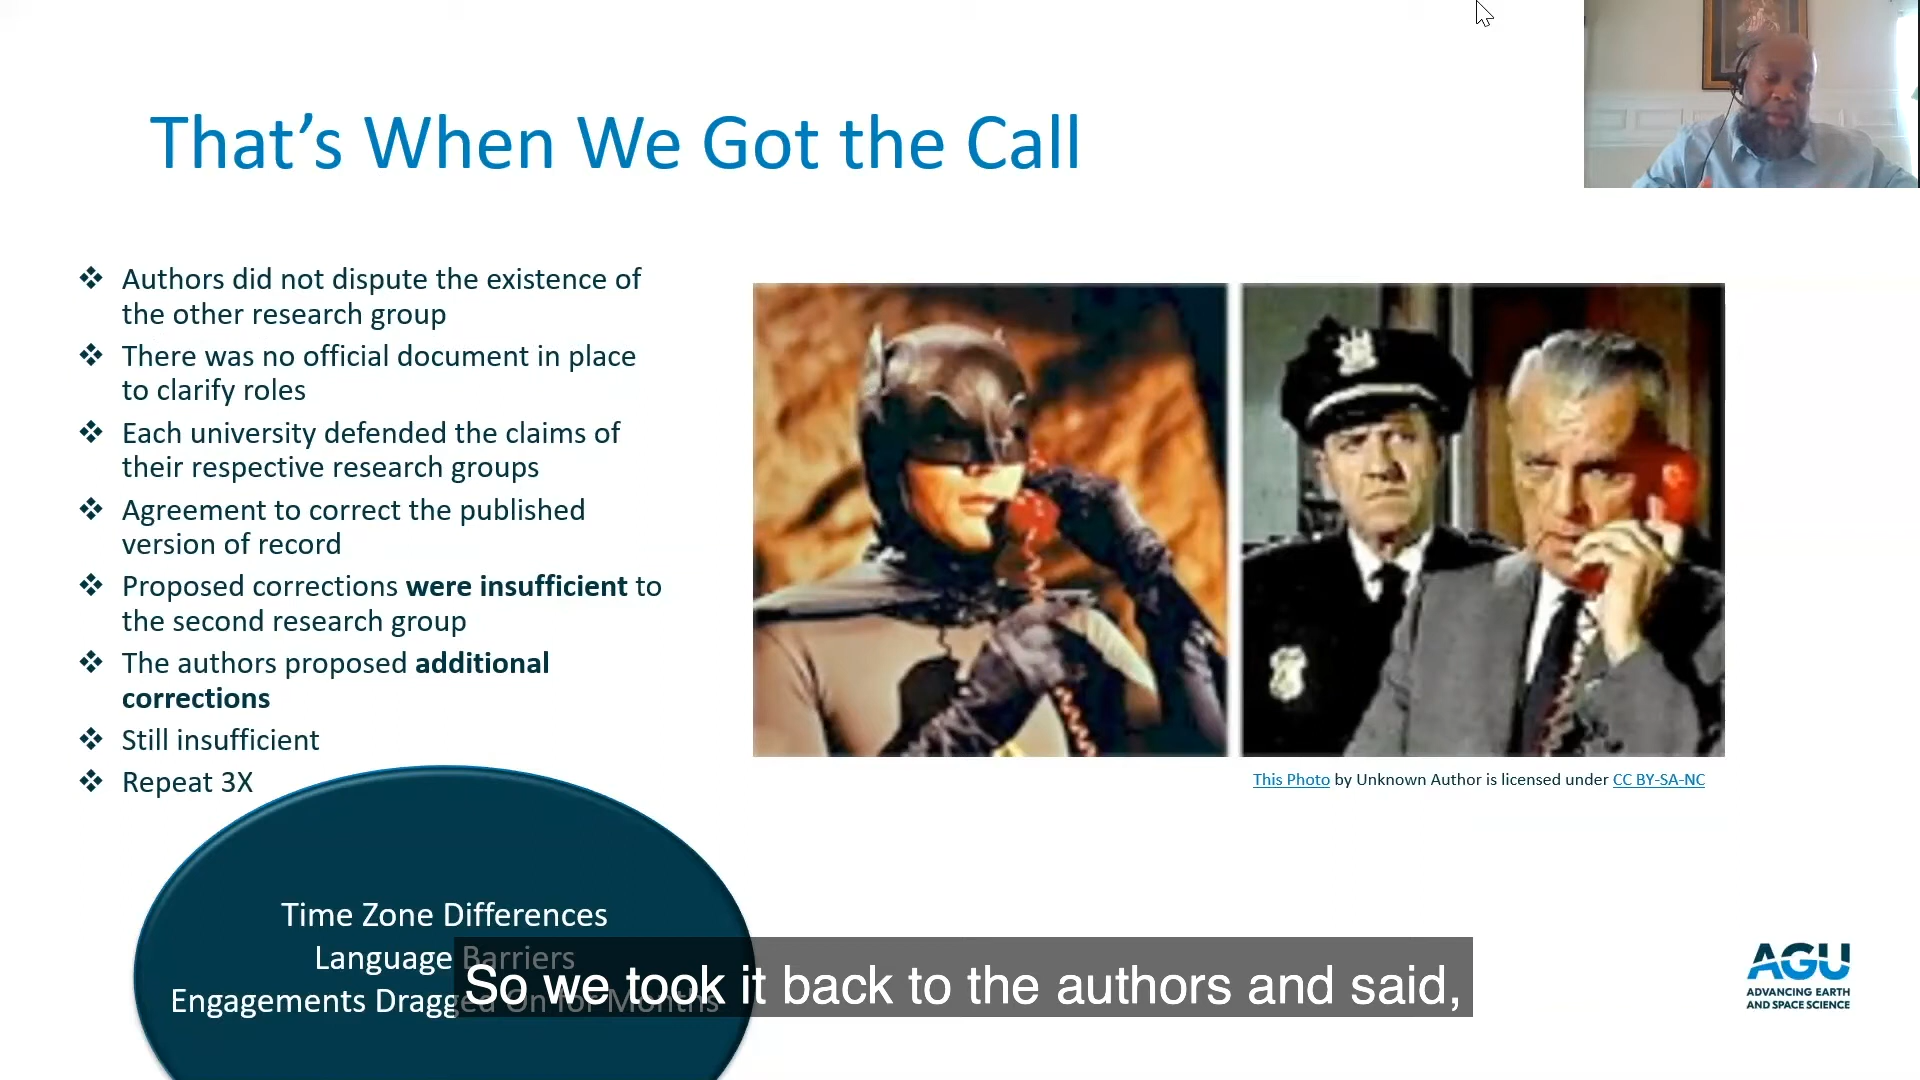 That's When We Got the Call
❖ Authors did not dispute the existence of
the other research group
❖ There was no official document in place
to clarify roles
❖ Each university defended the claims of
their respective research groups
❖ Agreement to correct the published
version of record
❖ Proposed corrections were insufficient to
the second research group
❖ The authors proposed additional
corrections
❖ Still insufficient
❖ Repeat 3X
This Photo by Unknown Author is licensed under CC BY-SA-NC
Time Zone Differences
Language Barriers
Engagements Dragged On for Months
So we took it back to the authors and said,
AGU
ADVANCING EARTH
AND SPACE SCIENCE